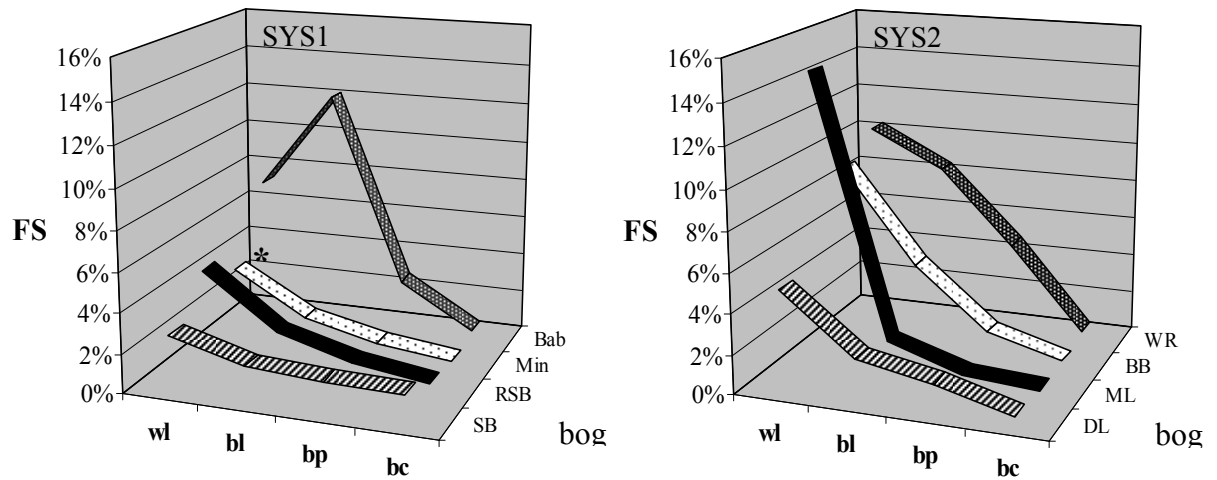 SYS1
16%
14%
12%
10%
8%
6%
4%
2%
0%
FS
*
wl
bl
bp
bc
Bab
Min
RSB
SB
bog
SYS2
16%
14%
12%
10%
8%
6%
4%
2%
0%
FS
wl
bl
bp
bc
WR
BB
ML
DL
bog